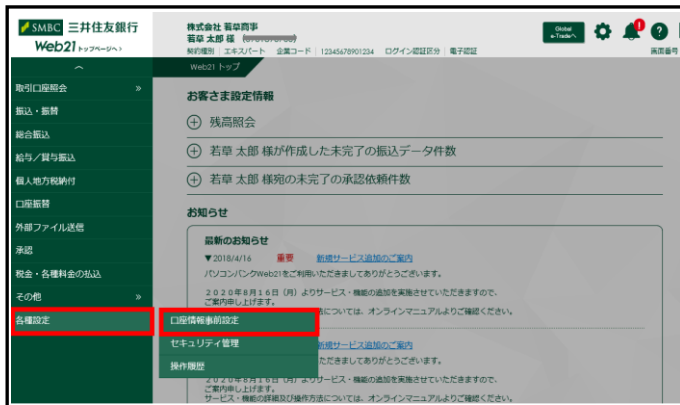 SMBC 三井住友銀行
Web21 トップページへ>
株式会社 若草商事
若草 太郎 様
契約種別 | エキスパート 企業コード | 12345678901234 ログイン認証区分 | 電子認証
Global
e-Tradeへ
?
画面番号
Web21 トップ
取引口座照会 »
振込・振替
総合振込
給与/賞与振込
個人地方税納付
口座振替
外部ファイル送信
承認
税金・各種料金の払込
その他 »
各種設定
口座情報事前設定
セキュリティ管理
操作履歴
お客さま設定情報
残高照会
若草 太郎 様が作成した未完了の振込データ件数
若草 太郎 様宛の未完了の承認依頼件数
お知らせ
最新のお知らせ
▼2018/4/16 重要 新規サービス追加のご案内
パソコンバンクWeb21をご利用いただきましてありがとうございます。
2020年8月16日(月)よりサービス・機能の追加を実施させていただきますので、
ご案内申し上げます。
法については、オンラインマニュアルよりご確認ください。
新規サービス追加のご案内
ただきましてありがとうございます。
2020年8月16日(月)よりサービス・機能の追加を実施させていただきますので、
ご案内申し上げます。
サービス・機能の詳細及び操作方法については、オンラインマニュアルよりご確認ください。